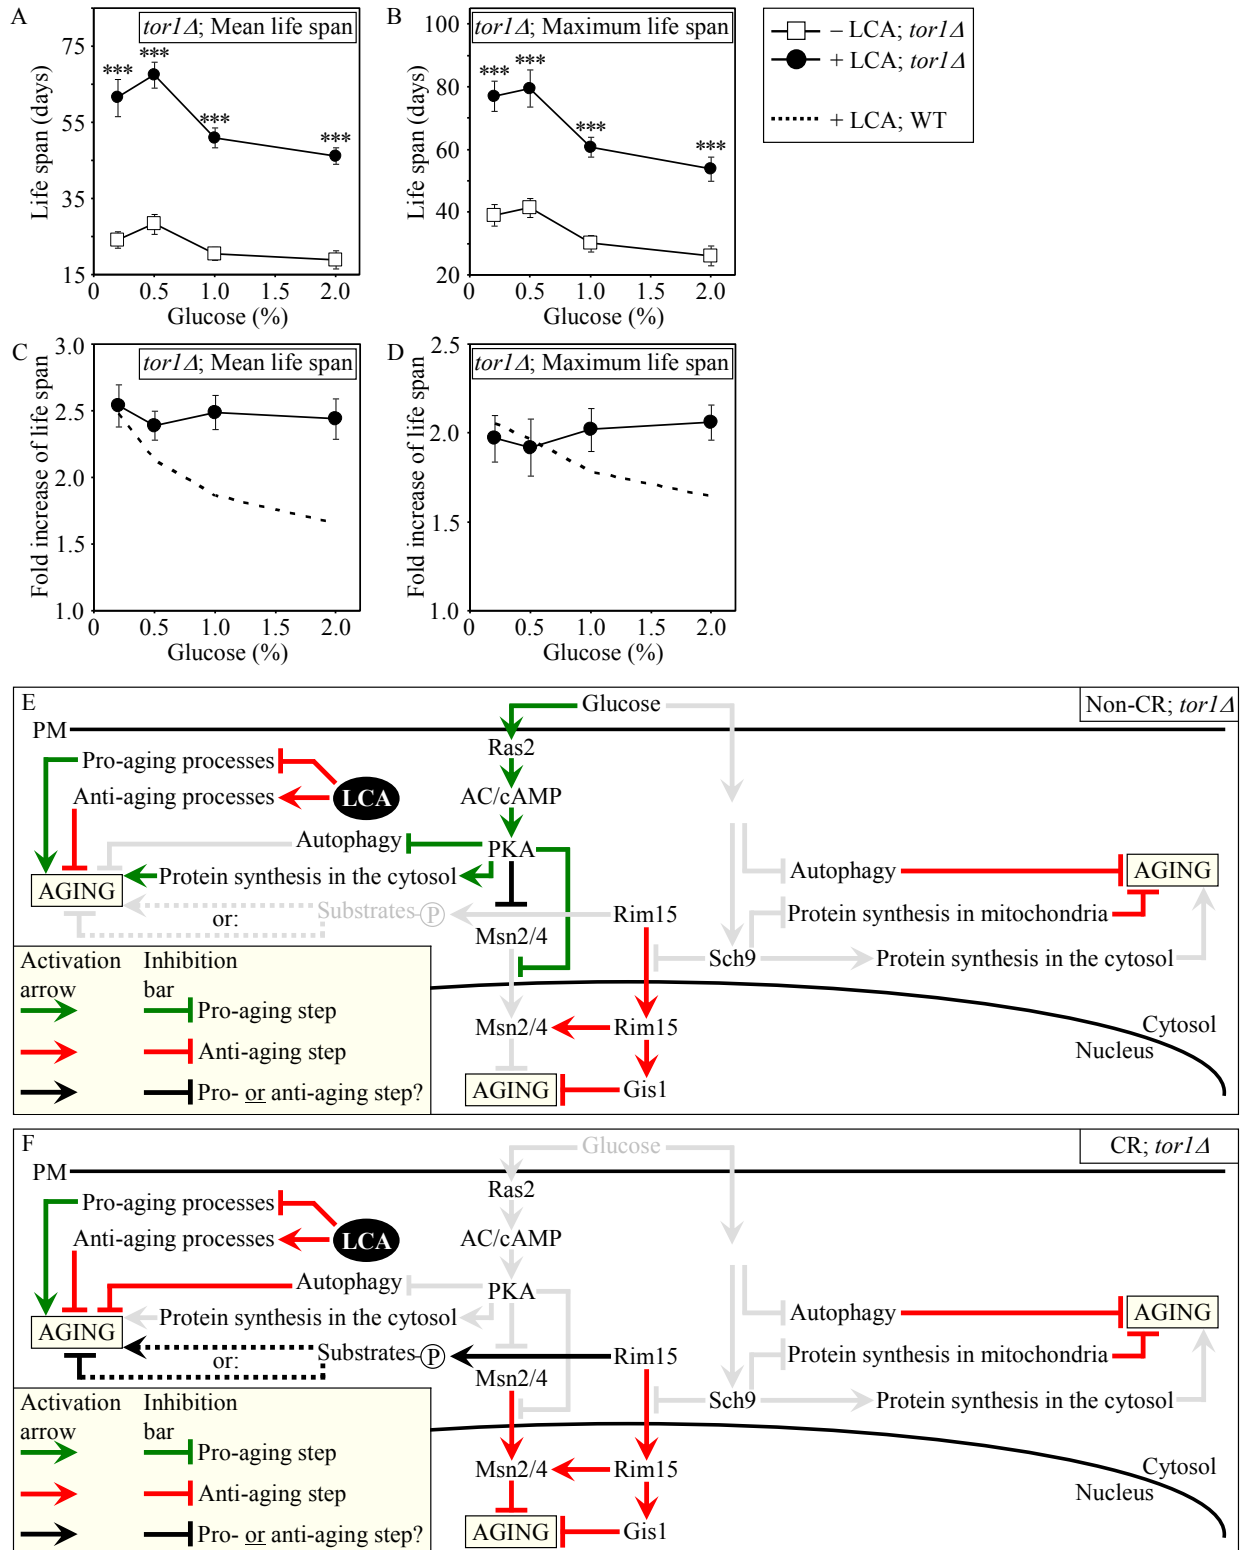 A
tor1Δ; Mean life span
Life span (days)
75
55
35
15
***
***
***
***
0
0.5
1.0
2.0
Glucose (%)
B
tor1Δ; Maximum life span
Life span (days)
100
80
60
40
20
***
***
***
***
0
0.5
1.0
2.0
Glucose (%)
– LCA; tor1Δ
+ LCA; tor1Δ
+ LCA; WT
C
tor1Δ; Mean life span
Fold increase of life span
3.0
2.5
2.0
1.5
1.0
0
0.5
1.0
2.0
Glucose (%)
D
tor1Δ; Maximum life span
Fold increase of life span
2.5
2.0
1.5
1.0
0
0.5
1.0
2.0
Glucose (%)
E
Non-CR; tor1Δ
Glucose
PM
Ras2
Pro-aging processes
Anti-aging processes
LCA
AC/cAMP
Autophagy
PKA
Protein synthesis in the cytosol
AGING
or:
Substrates
P
Rim15
Msn2/4
Autophagy
AGING
Protein synthesis in mitochondria
Sch9
Protein synthesis in the cytosol
Msn2/4
Rim15
Cytosol
Nucleus
AGING
Gis1
Activation arrow
Inhibition bar
Pro-aging step
Anti-aging step
Pro- or anti-aging step?
F
CR; tor1Δ
Glucose
PM
Ras2
Pro-aging processes
Anti-aging processes
LCA
AC/cAMP
Autophagy
PKA
Protein synthesis in the cytosol
AGING
or:
Substrates
P
Rim15
Msn2/4
Autophagy
AGING
Protein synthesis in mitochondria
Sch9
Protein synthesis in the cytosol
Msn2/4
Rim15
Cytosol
Nucleus
AGING
Gis1
Activation arrow
Inhibition bar
Pro-aging step
Anti-aging step
Pro- or anti-aging step?